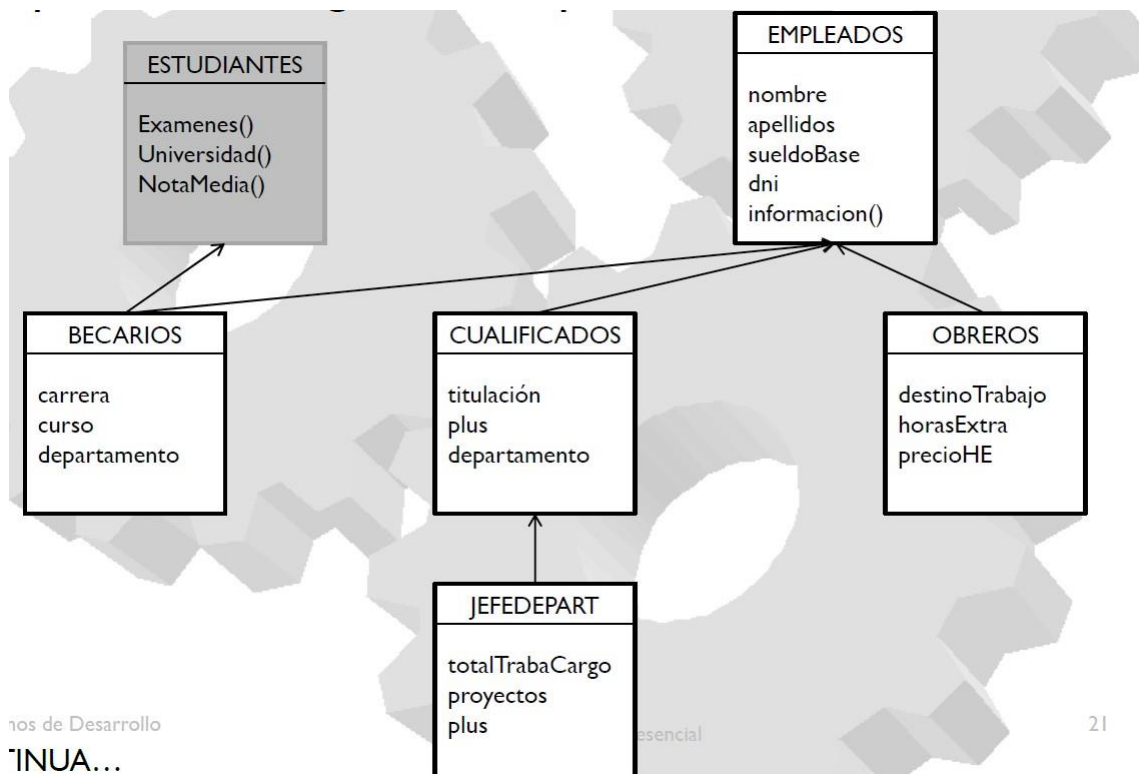 ESTUDIANTES
Examenes()
Universidad()
NotaMedia()
EMPLEADOS
nombre
apellidos
sueldoBase
dni
informacion()
BECARIOS
carrera
curso
departamento
CUALIFICADOS
titulación
plus
departamento
OBREROS
destinoTrabajo
horasExtra
precioHE
JEFEDEPART
totalTrabaCargo
proyectos
plus
nos de Desarrollo
esencial
21
TINUA...